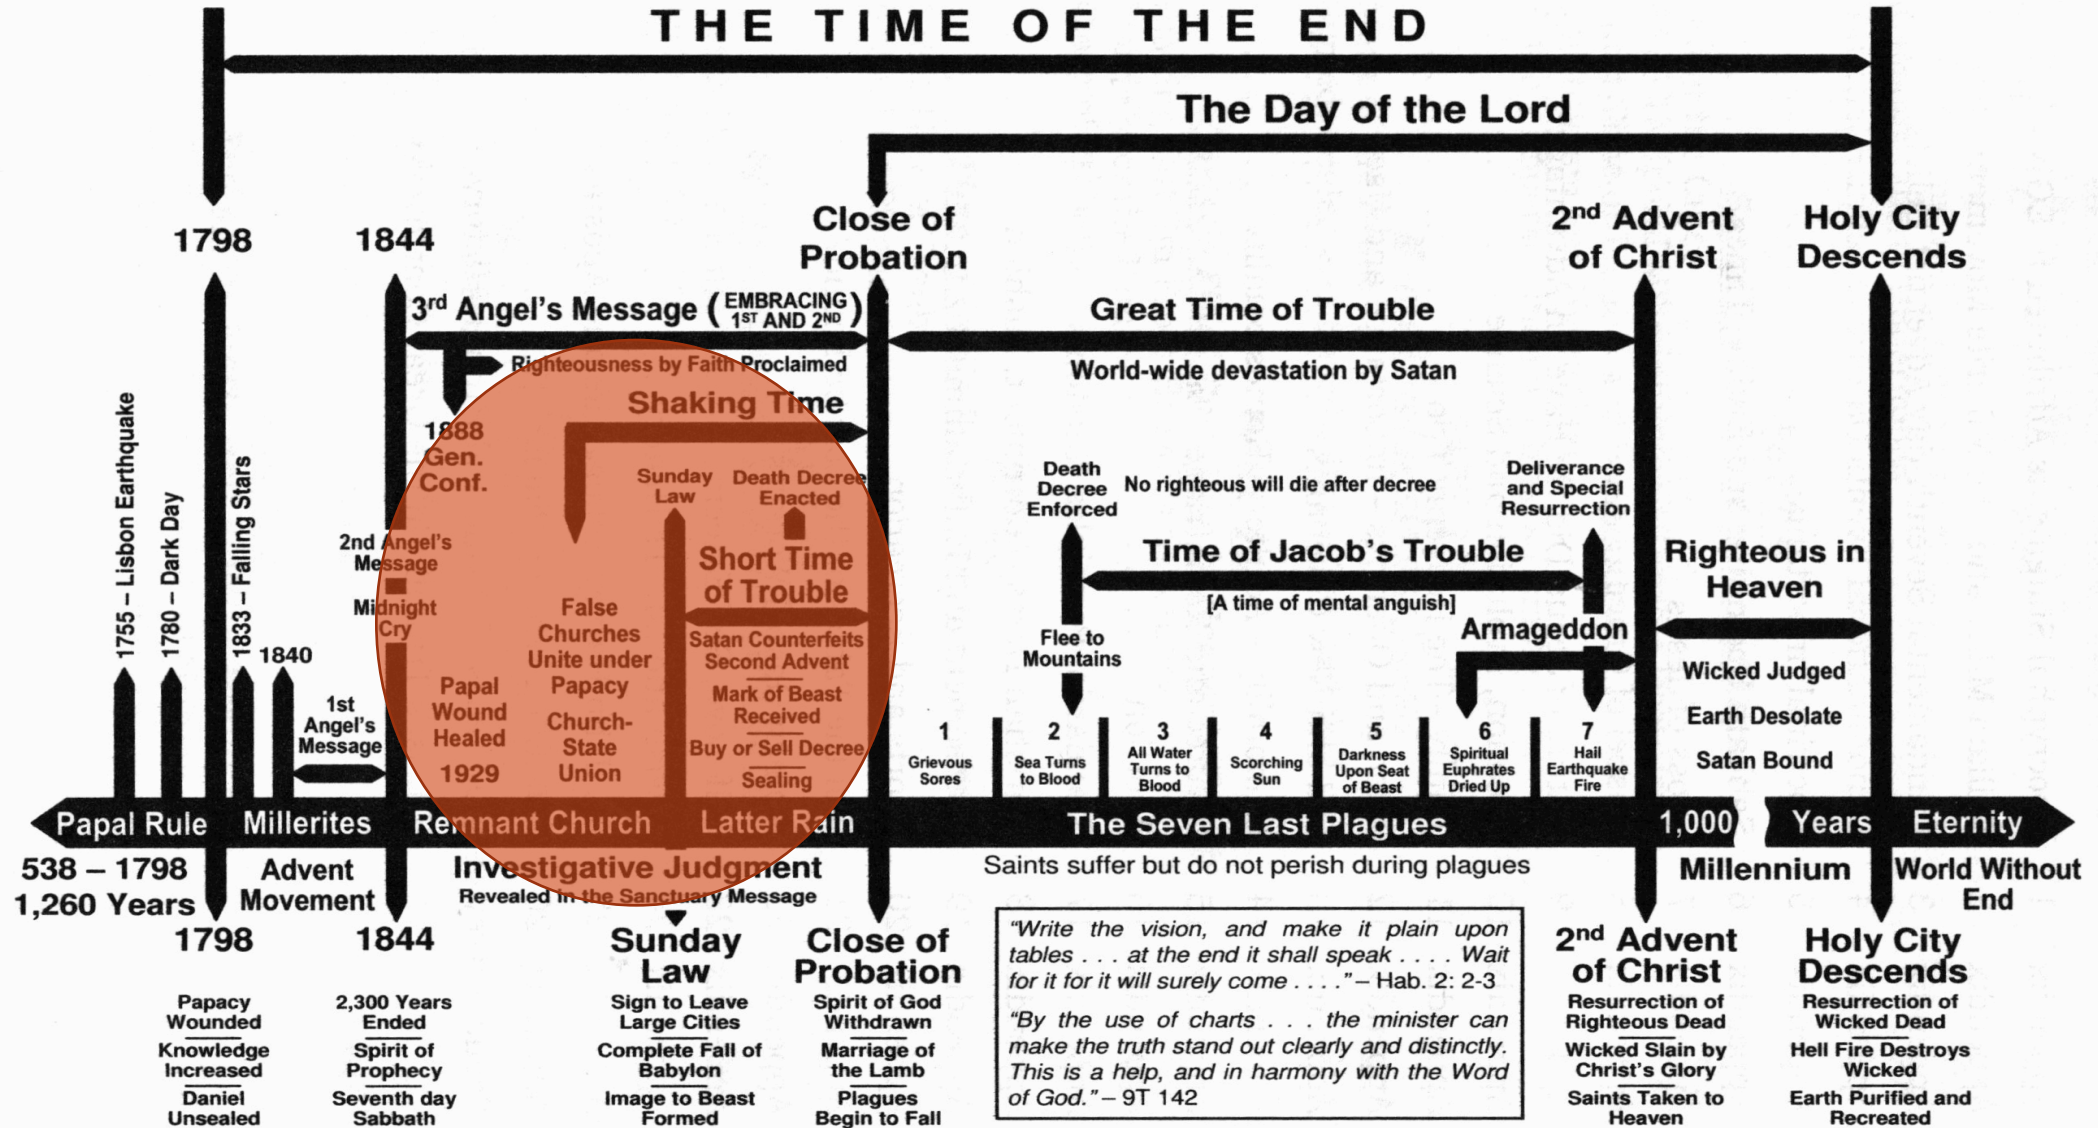 THE TIME OF THE END
The Day of the Lord
1798
1844
Close of
Probation
2nd Advent
of Christ
Holy City
Descends
3rd Angel's Message (EMBRACING
1ST AND 2ND)
Righteousness by Faith Proclaimed
Great Time of Trouble
World-wide devastation by Satan
Shaking Time
1888
Gen.
Conf.
Sunday
Law
Death Decree
Enacted
Death
Decree
Enforced
No righteous will die after decree
Deliverance
and Special
Resurrection
1755 – Lisbon Earthquake
1780 – Dark Day
1833 – Falling Stars
1840
1st
Angel's
Message
2nd Angel's
Message
Midnight
Cry
Short Time
of Trouble
Time of Jacob's Trouble
[A time of mental anguish]
Righteous in
Heaven
False
Churches
Unite under
Papacy
Church-
State
Union
Papal
Wound
Healed
1929
Satan Counterfeits
Second Advent
Mark of Beast
Received
Buy or Sell Decree
Sealing
Flee to
Mountains
Armageddon
Wicked Judged
Earth Desolate
Satan Bound
1
Grievous
Sores
2
Sea Turns
to Blood
3
All Water
Turns to
Blood
4
Scorching
Sun
5
Darkness
Upon Seat
of Beast
6
Spiritual
Euphrates
Dried Up
7
Hail
Earthquake
Fire
Papal Rule
Millerites
Remnant Church
Latter Rain
The Seven Last Plagues
1,000
Years
Eternity
538 – 1798
1,260 Years
Advent
Movement
Investigative Judgment
Revealed in the Sanctuary Message
Saints suffer but do not perish during plagues
Millennium
World Without
End
1798
Papacy
Wounded
Knowledge
Increased
Daniel
Unsealed
1844
2,300 Years
Ended
Spirit of
Prophecy
Seventh day
Sabbath
Sunday
Law
Sign to Leave
Large Cities
Complete Fall of
Babylon
Image to Beast
Formed
Close of
Probation
Spirit of God
Withdrawn
Marriage of
the Lamb
Plagues
Begin to Fall
"Write the vision, and make it plain upon
tables . . . at the end it shall speak . . . . Wait
for it for it will surely come . . . ." – Hab. 2: 2-3
"By the use of charts . . . the minister can
make the truth stand out clearly and distinctly.
This is a help, and in harmony with the Word
of God." – 9T 142
2nd Advent
of Christ
Resurrection of
Righteous Dead
Wicked Slain by
Christ's Glory
Saints Taken to
Heaven
Holy City
Descends
Resurrection of
Wicked Dead
Hell Fire Destroys
Wicked
Earth Purified and
Recreated